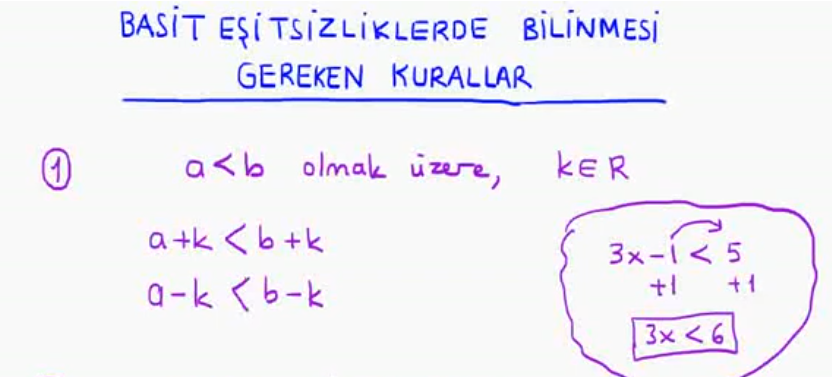 BASİT EŞİTSİZLİKLERDE BİLİNMESİ
GEREKEN KURALLAR
① a<b olmak üzere, k∈R
a+k<b+k
a-k<b-k
3x-1<5
+1 +1
3x<6